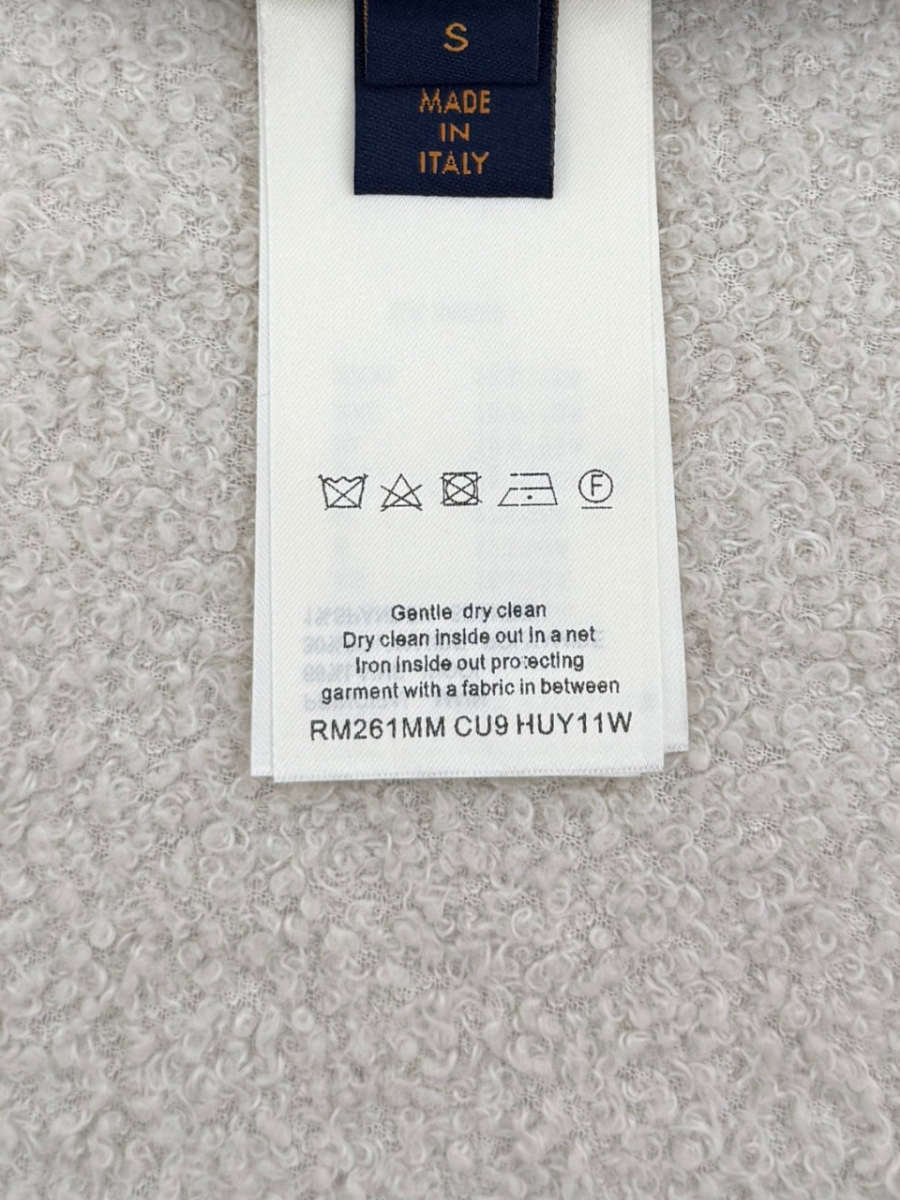 S
MADE
IN
ITALY
F
Gentle dry clean
Dry clean inside out in a net
Iron inside out protecting
garment with a fabric in between
RM261MM CU9 HUY11W